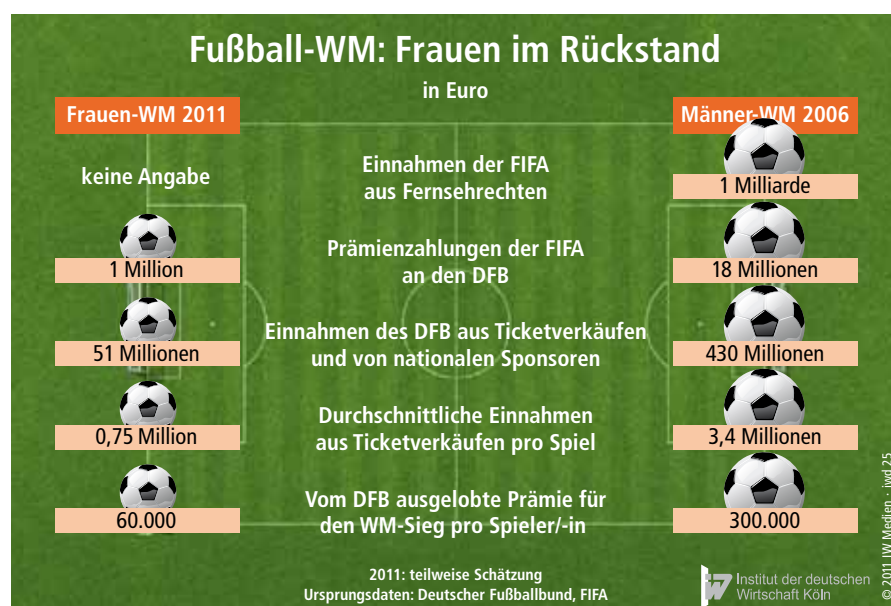 Fußball-WM: Frauen im Rückstand
in Euro
Frauen-WM 2011
Männer-WM 2006
keine Angabe
Einnahmen der FIFA
aus Fernsehrechten
1 Milliarde
1 Million
Prämienzahlungen der FIFA
an den DFB
18 Millionen
51 Millionen
Einnahmen des DFB aus Ticketverkäufen
und von nationalen Sponsoren
430 Millionen
0,75 Million
Durchschnittliche Einnahmen
aus Ticketverkäufen pro Spiel
3,4 Millionen
60.000
Vom DFB ausgelobte Prämie für
den WM-Sieg pro Spieler/-in
300.000
2011: teilweise Schätzung
Ursprungsdaten: Deutscher Fußballbund, FIFA
iw
Institut der deutschen
Wirtschaft Köln
© 2011 IW Medien · iwd 25